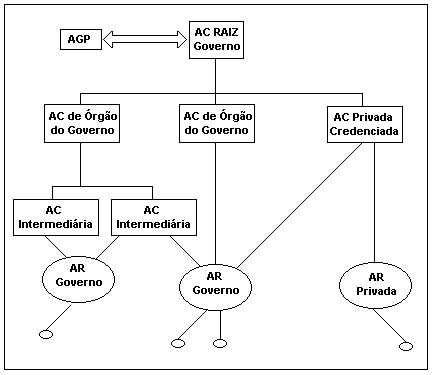 AGP
AC RAIZ
Governo
AC de Órgão
do Governo
AC de Órgão
do Governo
AC Privada
Credenciada
AC
Intermediária
AC
Intermediária
AR
Governo
AR
Governo
AR
Privada